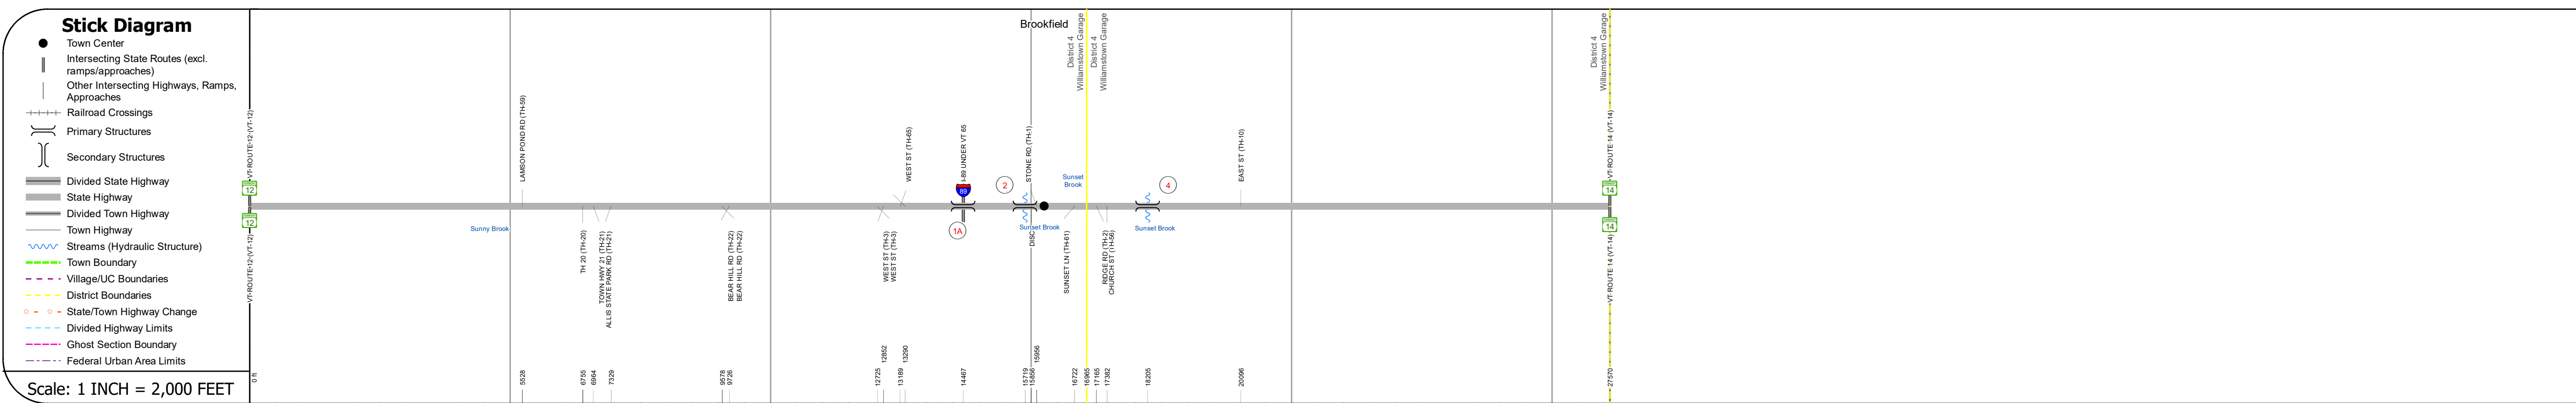 Stick Diagram
Town Center
Intersecting State Routes (excl.
ramps/approaches)
Other Intersecting Highways, Ramps,
Approaches
Railroad Crossings
Primary Structures
Secondary Structures
Divided State Highway
State Highway
Divided Town Highway
Town Highway
Streams (Hydraulic Structure)
Town Boundary
Village/UC Boundaries
District Boundaries
State/Town Highway Change
Divided Highway Limits
Ghost Section Boundary
Federal Urban Area Limits
Scale: 1 INCH = 2,000 FEET
Brookfield
District 4
Williamstown Garage
District 4
Williamstown Garage
District 4
Williamstown Garage
VT-ROUTE-12 (VT-12)
12
12
VT-ROUTE-12 (VT-12)
LAMSON POND RD (TH-59)
WEST ST (TH-65)
I-89 UNDER VT 65
89
STONE RD (TH-1)
EAST ST (TH-10)
VT-ROUTE-14 (VT-14)
14
14
VT-ROUTE-14 (VT-14)
2
4
1A
Sunset
Brook
Sunny Brook
Sunset Brook
Sunset Brook
TH 20 (TH-20)
TOWN HWY 21 (TH-21)
ALLIS STATE PARK RD (TH-21)
BEAR HILL RD (TH-22)
BEAR HILL RD (TH-22)
WEST ST (TH-3)
WEST ST (TH-3)
DISC
SUNSET LN (TH-61)
RIDGE RD (TH-2)
CHURCH ST (TH-56)
0 ft
5528
6755
6964
7329
9578
9726
12725
12852
13189
13290
14467
15719
15856
15956
16722
16965
17165
17382
18205
20096
27570